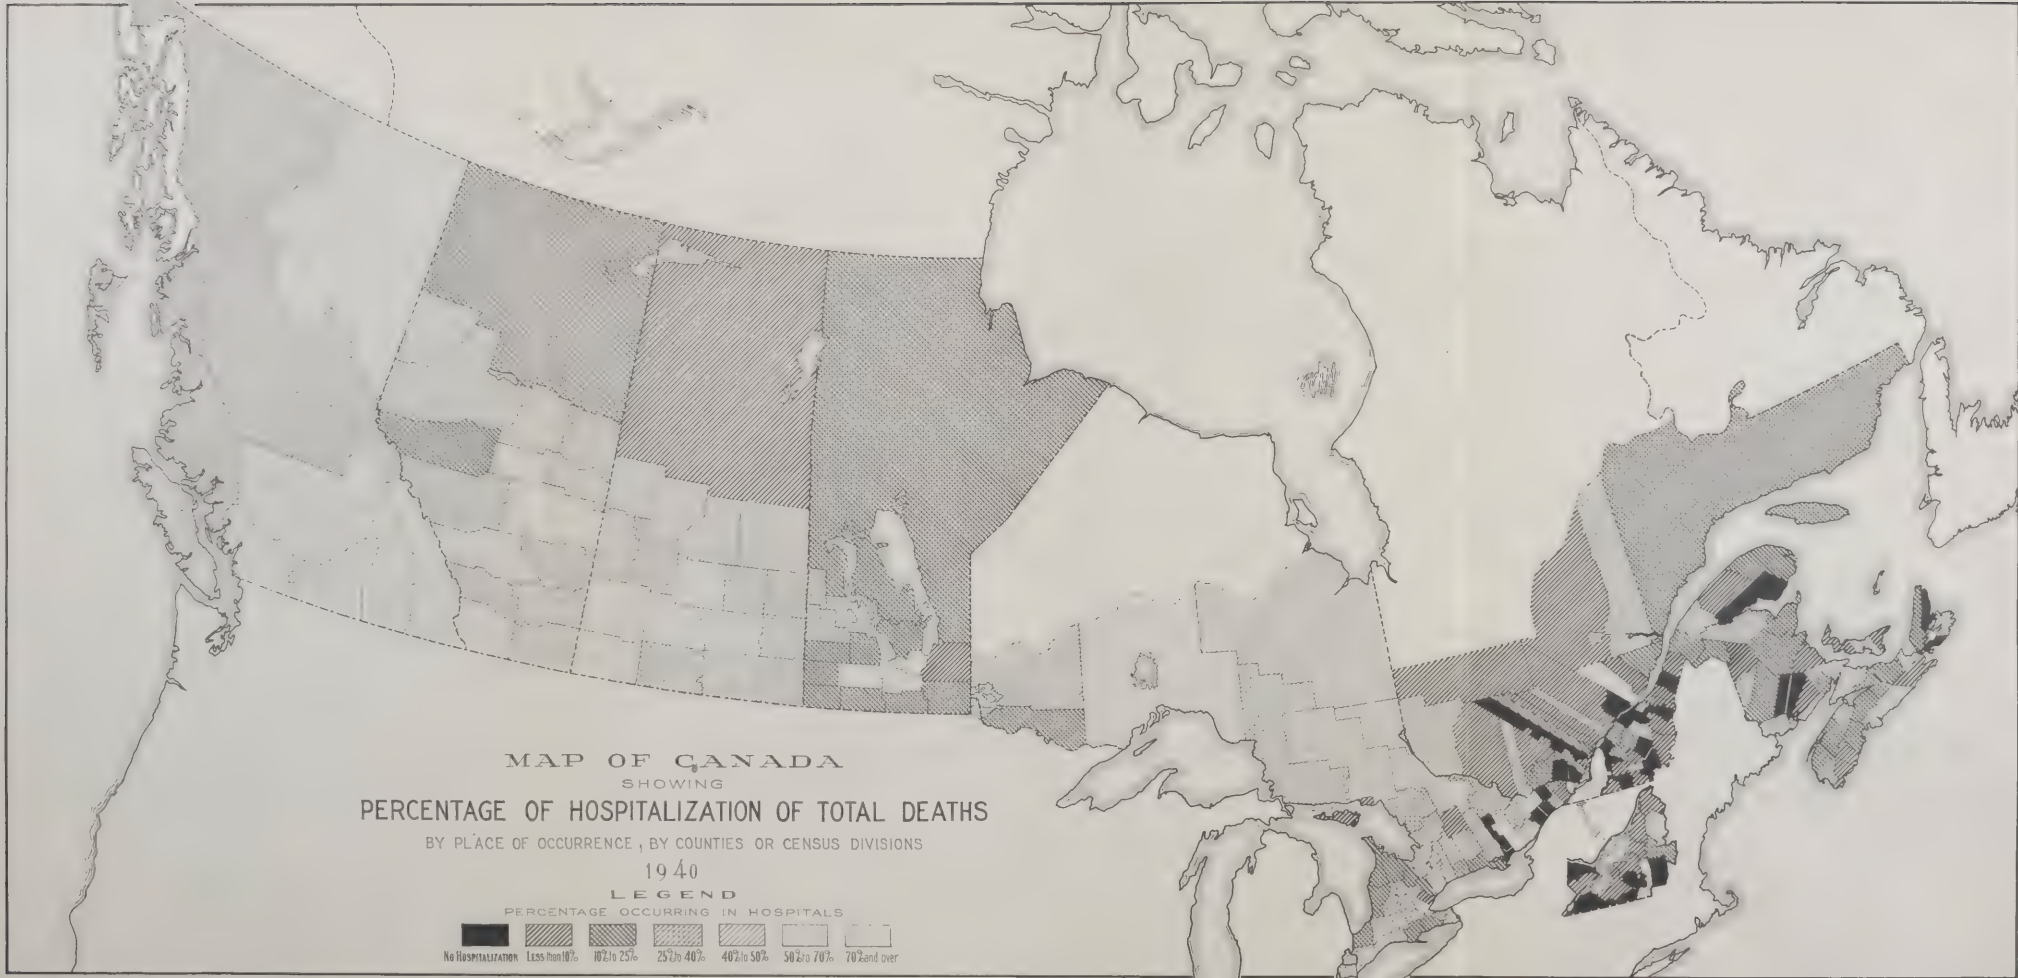 MAP OF CANADA
SHOWING
PERCENTAGE OF HOSPITALIZATION OF TOTAL DEATHS
BY PLACE OF OCCURRENCE, BY COUNTIES OR CENSUS DIVISIONS
1940
LEGEND
PERCENTAGE OCCURRING IN HOSPITALS
No HOSPITALIZATION LESS than 10% 10% to 25% 25% to 40% 40% to 50% 50% to 70% 70% and over